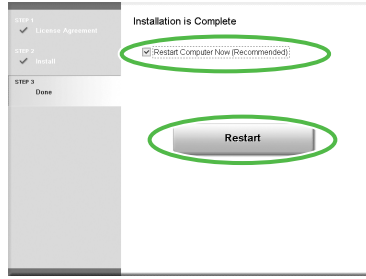 STEP 1
License Agreement
STEP 2
Install
STEP 3
Done
Installation is Complete
Restart Computer Now (Recommended)
Restart